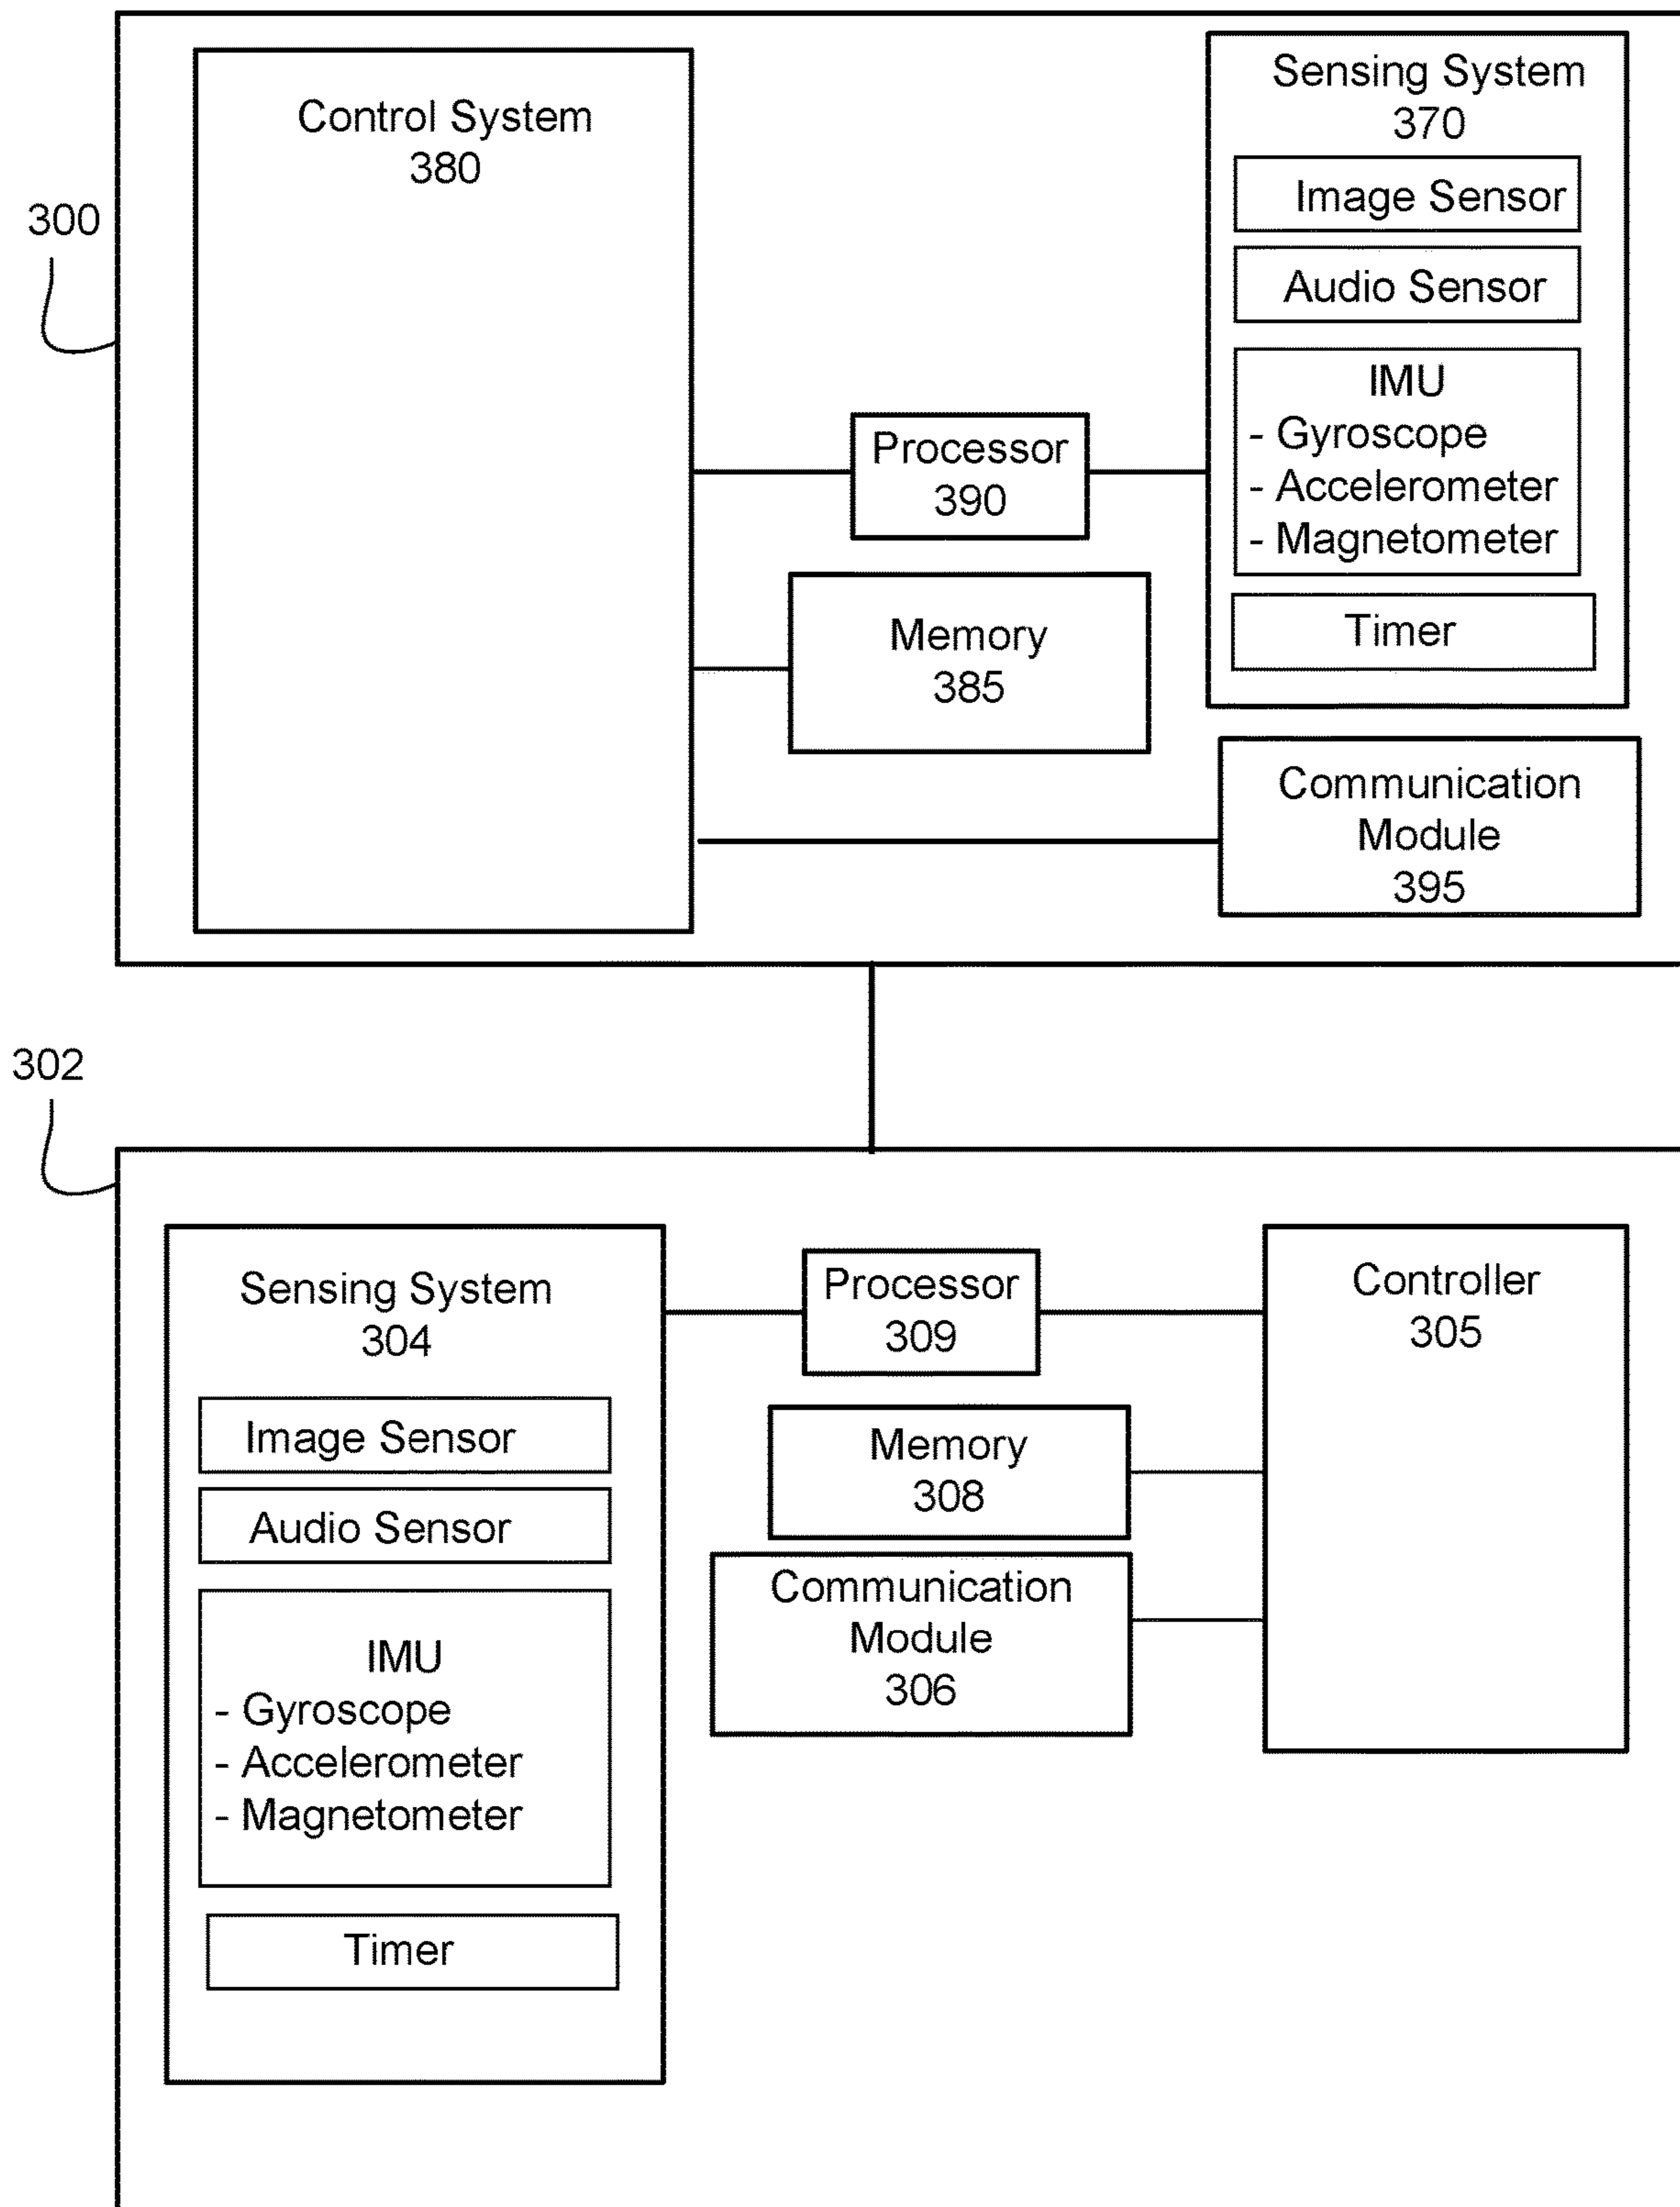 300
Control System
380
Sensing System
370
Image Sensor
Audio Sensor
IMU
- Gyroscope
- Accelerometer
- Magnetometer
Timer
Processor
390
Memory
385
Communication
Module
395
302
Sensing System
304
Image Sensor
Audio Sensor
IMU
- Gyroscope
- Accelerometer
- Magnetometer
Timer
Processor
309
Memory
308
Communication
Module
306
Controller
305